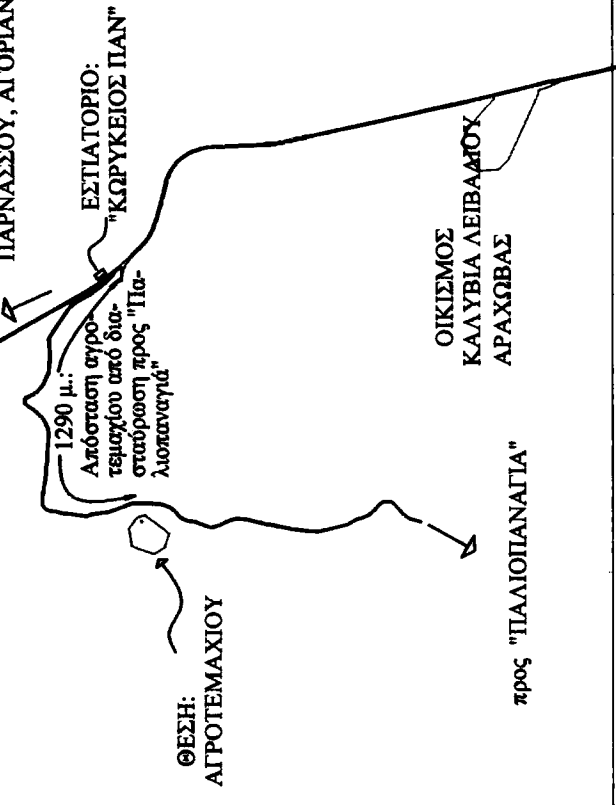 ΠΑΡΝΑΣΣΟΥ,
ΕΣΤΙΑΤΟΡΙΟ:
"ΚΩΡΥΚΕΙΟΣ ΠΑΝ"
1290 μ.:
Απόσταση αγρο-
τεμαχίου από δια-
σταύρωση προς "Πα-
λιοπαναγιά"
ΟΙΚΙΣΜΟΣ
ΚΑΛΥΒΙΑ ΛΕΙΒΑΔΙΟΥ
ΑΡΑΧΩΒΑΣ
ΘΕΣΗ:
ΑΓΡΟΤΕΜΑΧΙΟΥ
προς "ΠΑΛΙΟΠΑΝΑΓΙΑ"